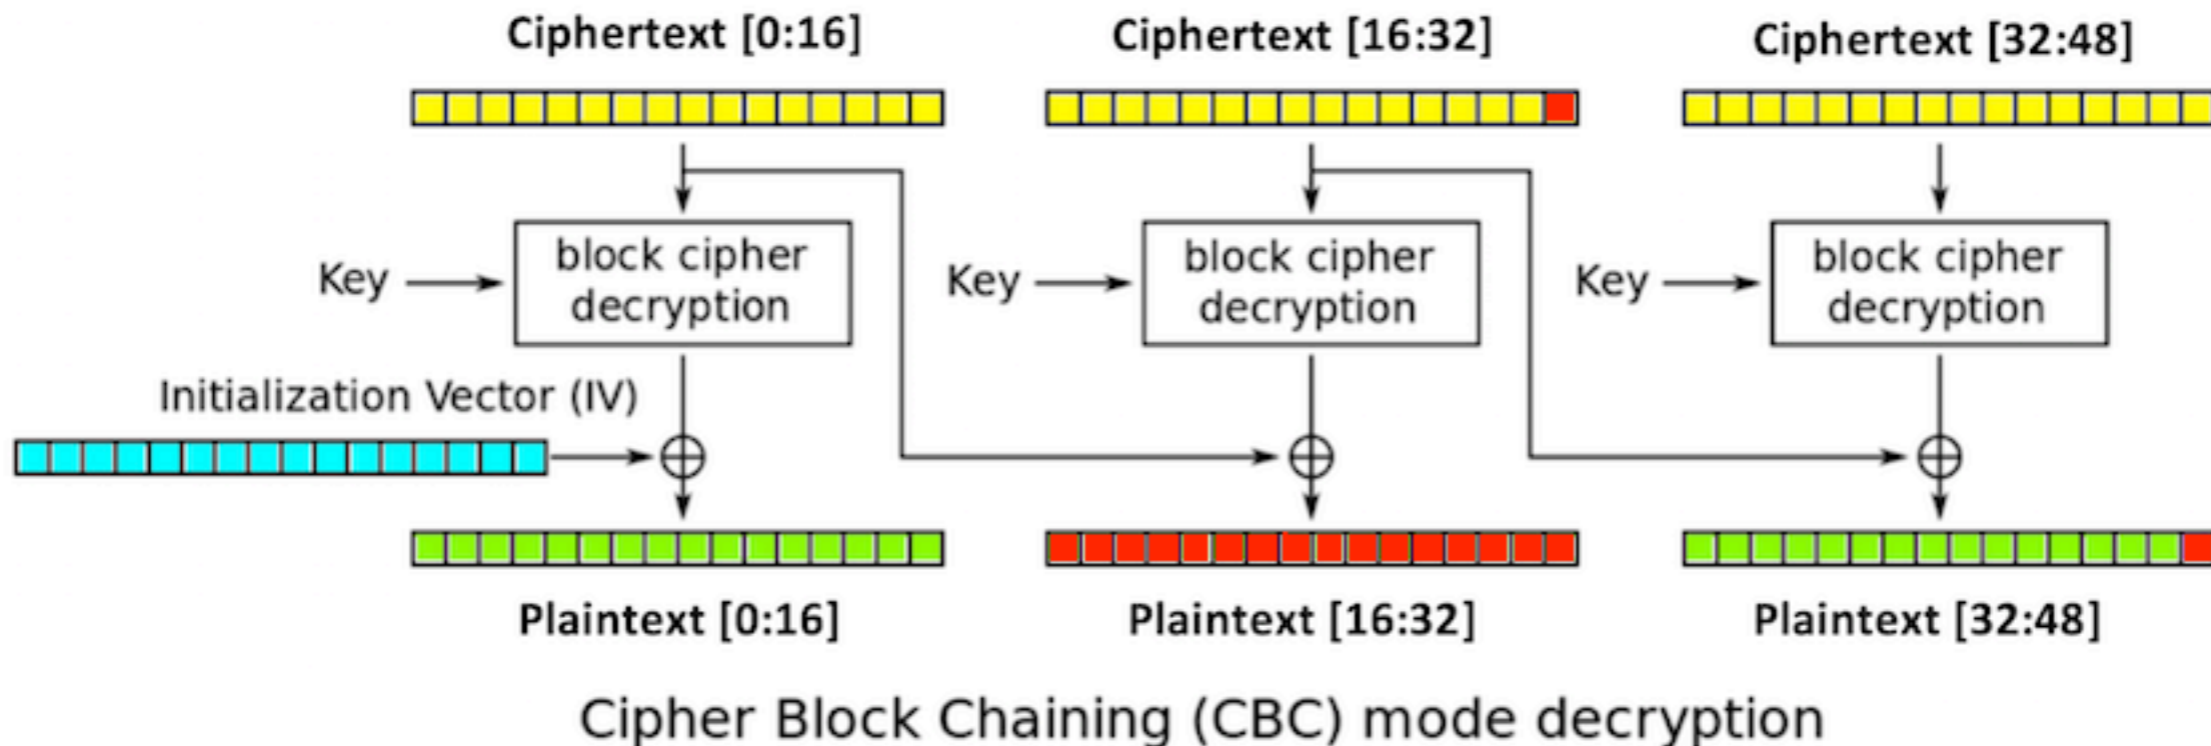 Ciphertext [0:16]
Ciphertext [16:32]
Ciphertext [32:48]
Key
block cipher
decryption
Key
block cipher
decryption
Key
block cipher
decryption
Initialization Vector (IV)
Plaintext [0:16]
Plaintext [16:32]
Plaintext [32:48]
Cipher Block Chaining (CBC) mode decryption